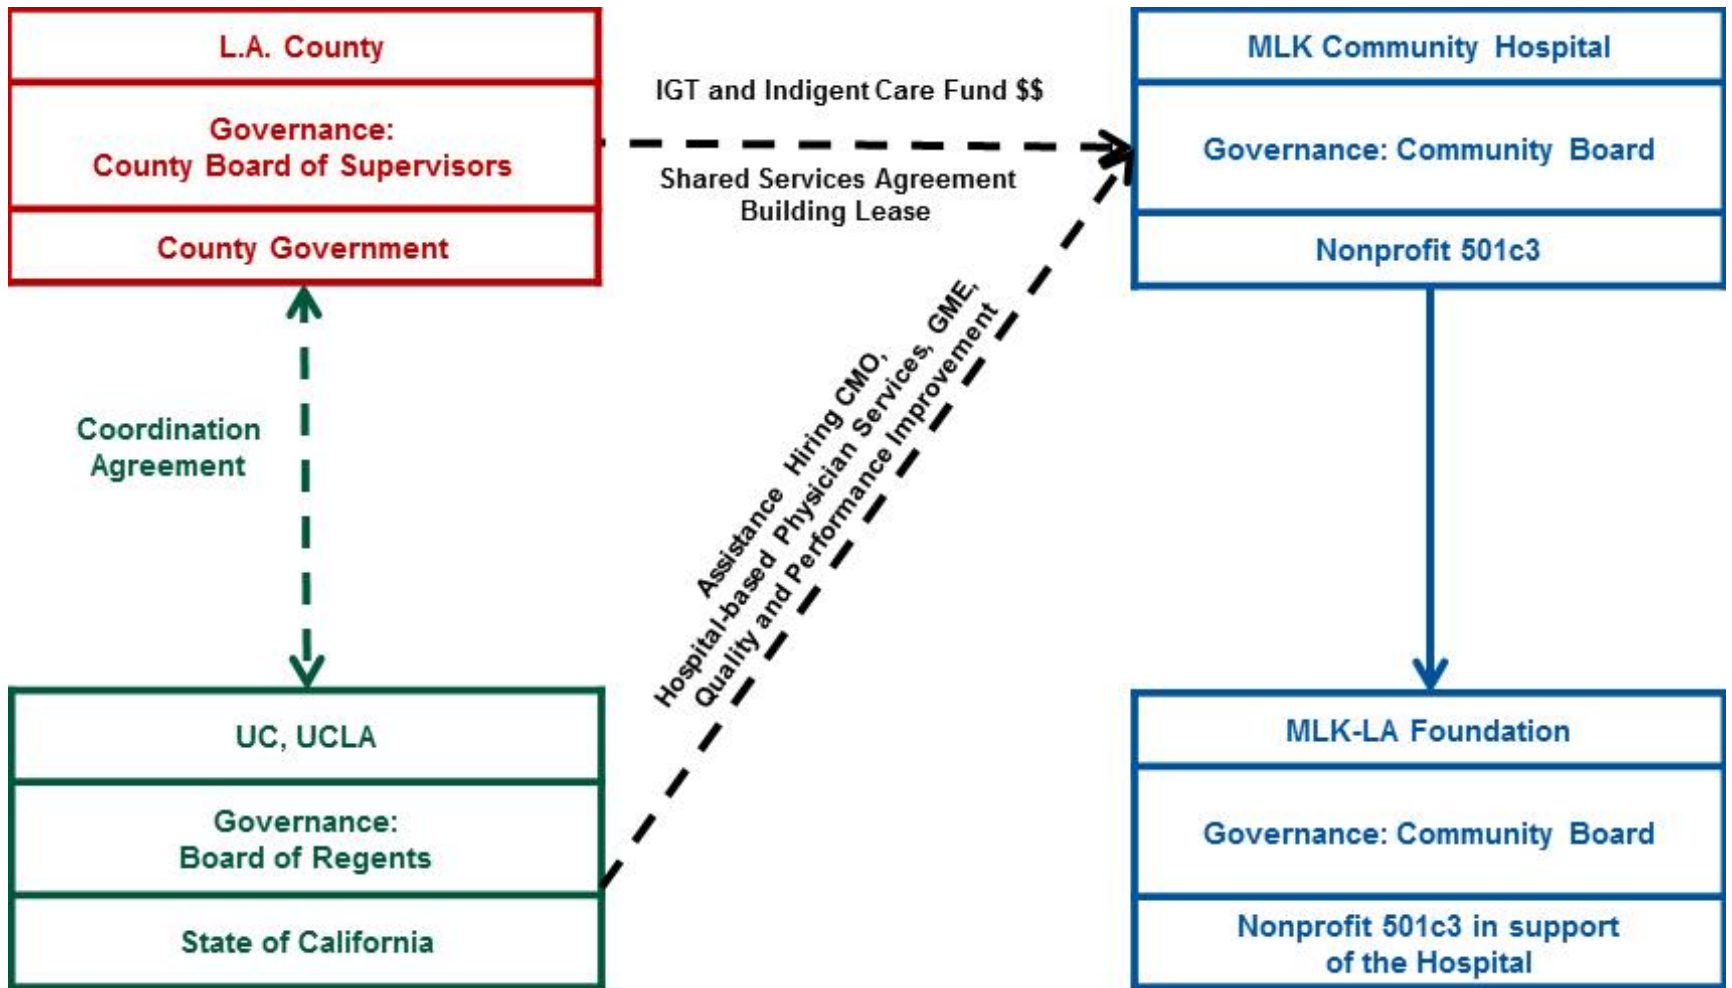 L.A. County
Governance:
County Board of Supervisors
County Government
IGT and Indigent Care Fund $$
Shared Services Agreement
Building Lease
MLK Community Hospital
Governance: Community Board
Nonprofit 501c3
Coordination
Agreement
Assistance Hiring CMO,
Hospital-based Physician Services, GME,
Quality and Performance Improvement
UC, UCLA
Governance:
Board of Regents
State of California
MLK-LA Foundation
Governance: Community Board
Nonprofit 501c3 in support
of the Hospital